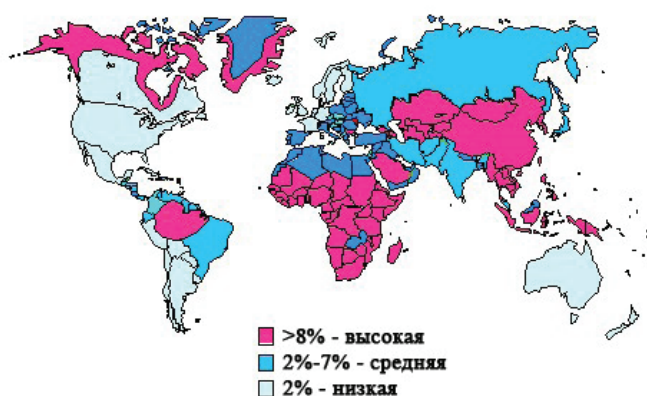 >8% - высокая
2%-7% - средняя
2% - низкая